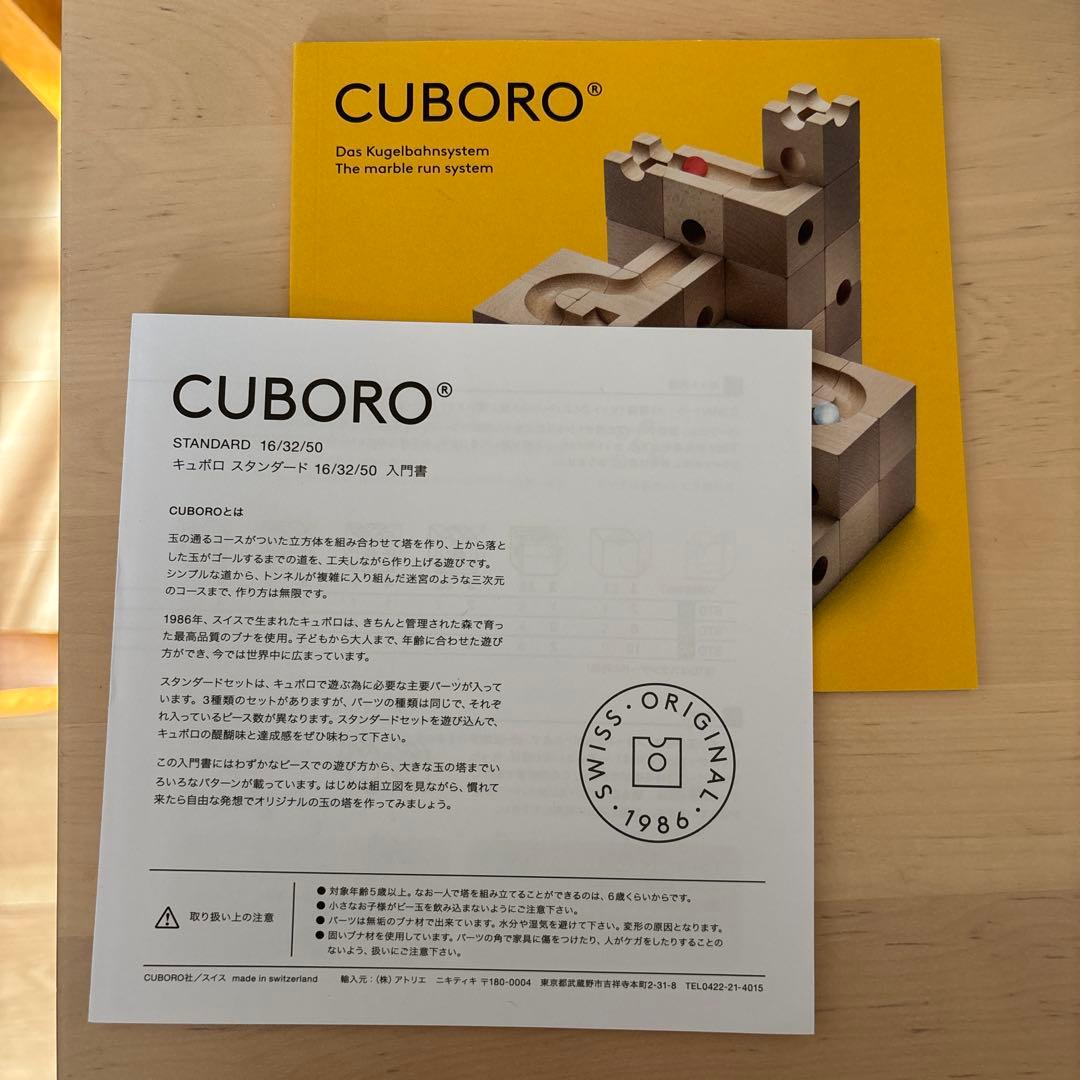 CUBORO®
Das Kugelbahnsystem
The marble run system
CUBORO®
STANDARD 16/32/50
キュボロ スタンダード 16/32/50 入門書
CUBOROとは
玉の通るコースがついた立方体を組み合わせて塔を作り、上から落と
した玉がゴールするまでの道を、工夫しながら作り上げる遊びです。
シンプルな道から、トンネルが複雑に入り組んだ迷宮のような三次元
のコースまで、作り方は無限です。
1986年、スイスで生まれたキュボロは、きちんと管理された森で育っ
た最高品質のブナを使用。子どもから大人まで、年齢に合わせた遊び
方ができ、今では世界中に広まっています。
スタンダードセットは、キュボロで遊ぶ為に必要な主要パーツが入って
います。3種類のセットがありますが、パーツの種類は同じで、それぞ
れ入っているピース数が異なります。スタンダードセットを遊び込んで、
キュボロの醍醐味と達成感をぜひ味わって下さい。
この入門書にはわずかなピースでの遊び方から、大きな玉の塔までい
ろいろなパターンが載っています。はじめは組立図を見ながら、慣れて
来たら自由な発想でオリジナルの玉の塔を作ってみましょう。
SWISS · ORIGINAL · 1986 ·
取り扱い上の注意
● 対象年齢5歳以上。なお一人で塔を組み立てることができるのは、6歳くらいからです。
● 小さなお子様がビー玉を飲み込まないようにご注意下さい。
● パーツは無垢のブナ材で出来ています。水分や湿気を避けて下さい。変形の原因となります。
● 固いブナ材を使用しています。パーツの角で家具に傷をつけたり、人がケガをしたりすることの
ないよう、扱いにご注意下さい。
CUBORO社／スイス made in switzerland 輸入元：(株) アトリエ ニキティキ 〒180-0004 東京都武蔵野市吉祥寺本町2-31-8 TEL0422-21-4015